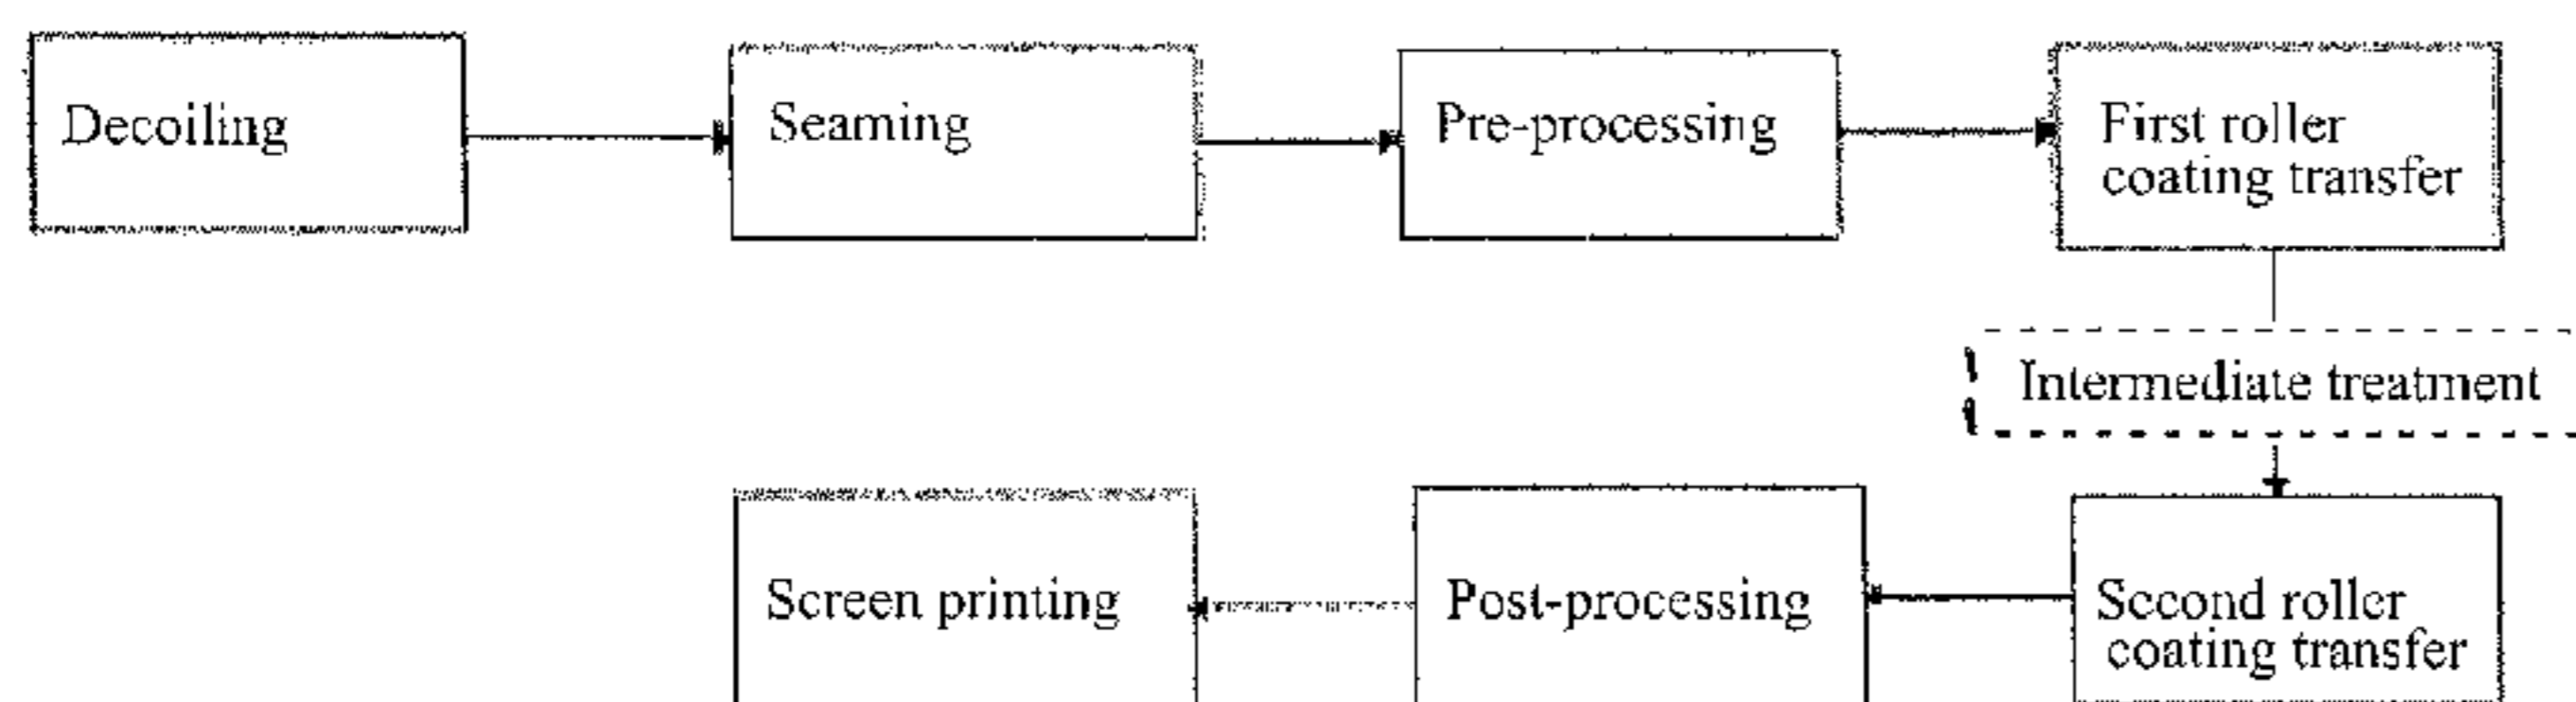 Decoiling
Seaming
Pre-processing
First roller
coating transfer
Intermediate treatment
Second roller
coating transfer
Post-processing
Screen printing